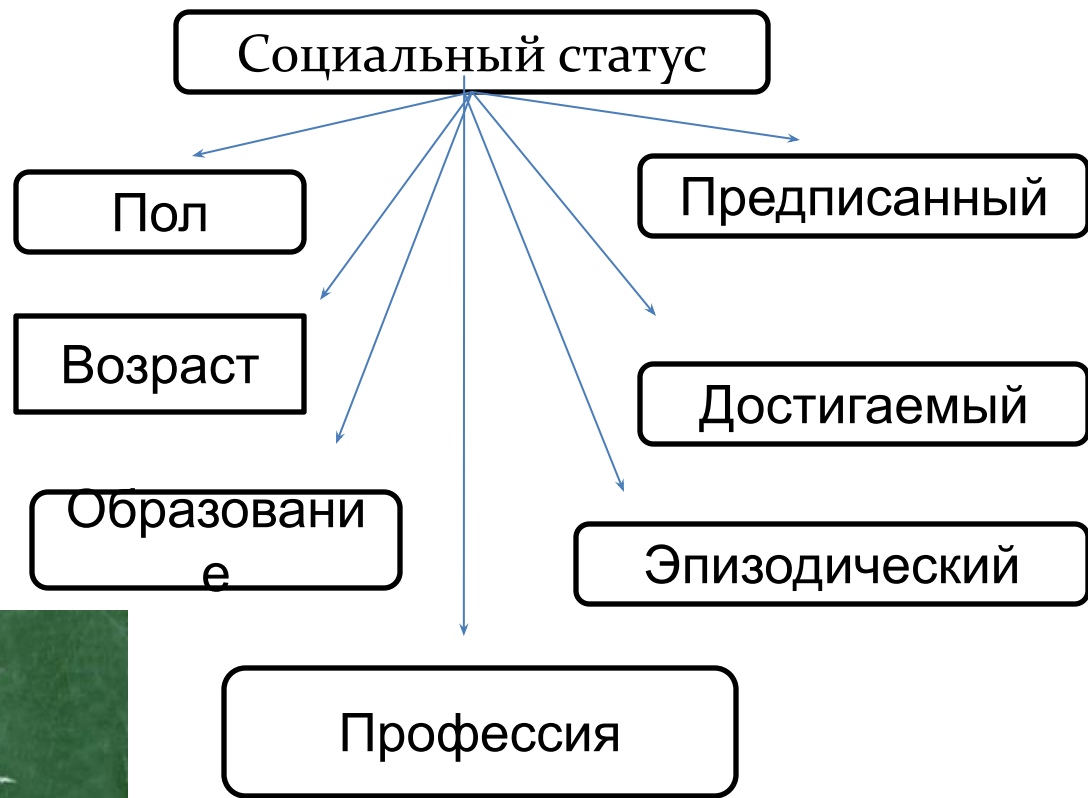 Социальный статус
Пол
Предписанный
Возраст
Достигаемый
Образовани
е
Эпизодический
Профессия